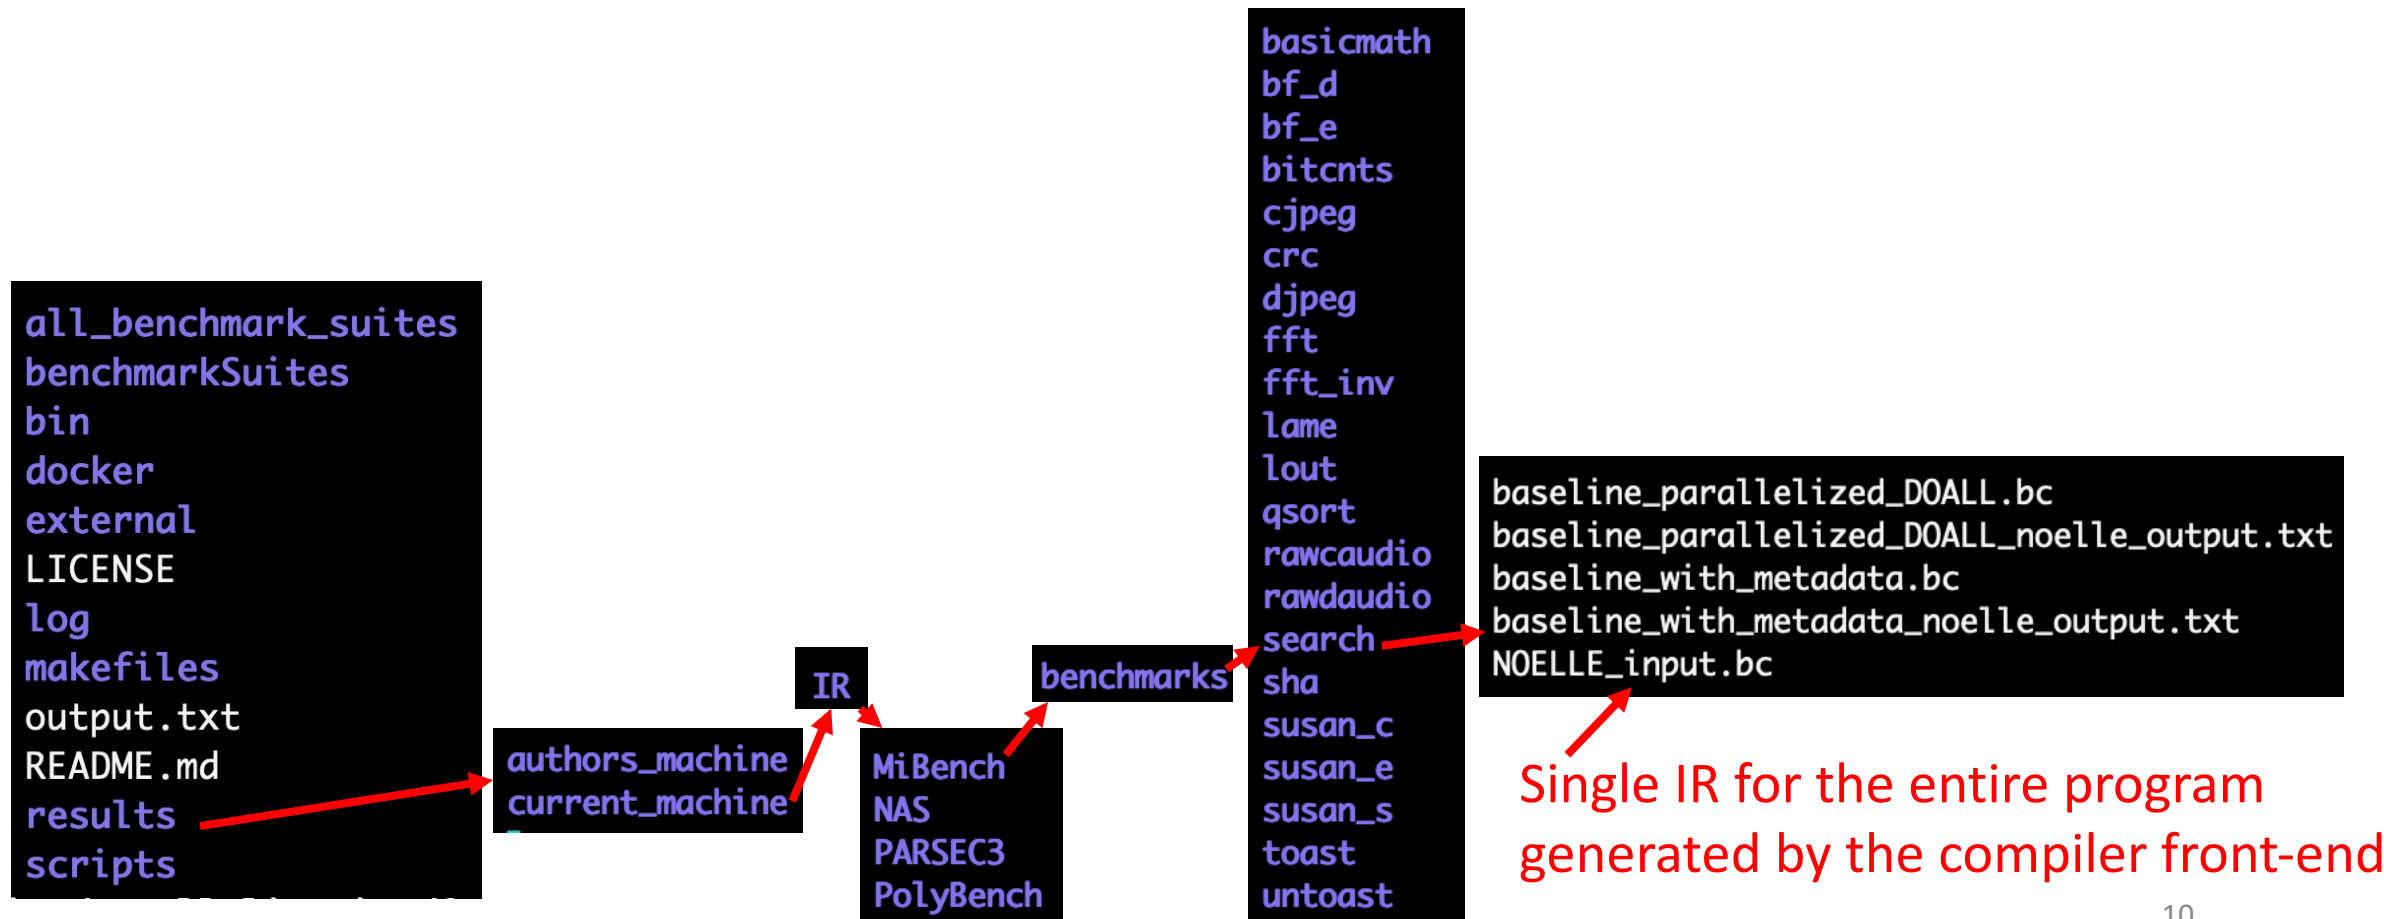 all_benchmark_suites
benchmarkSuites
bin
docker
external
LICENSE
log
makefiles
output.txt
README.md
results
scripts
authors_machine
current_machine
IR
MiBench
NAS
PARSEC3
PolyBench
benchmarks
basicmath
bf_d
bf_e
bitcnts
cjpeg
crc
djpeg
fft
fft_inv
lame
lout
qsort
rawcaudio
rawdaudio
search
sha
susan_c
susan_e
susan_s
toast
untoast
baseline_parallelized_DOALL.bc
baseline_parallelized_DOALL_noelle_output.txt
baseline_with_metadata.bc
baseline_with_metadata_noelle_output.txt
NOELLE_input.bc
Single IR for the entire program
generated by the compiler front-end
10